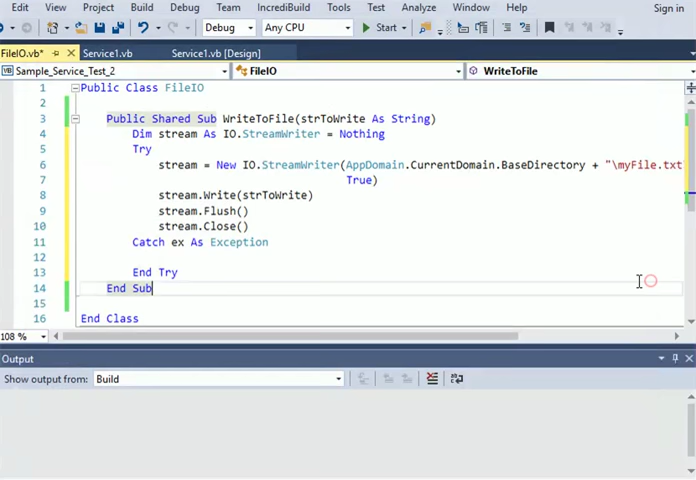 Edit View Project Build Debug Team IncrediBuild Tools Test Analyze Window Help Sign in
Debug Any CPU Start
FileIO.vb* Service1.vb Service1.vb [Design]
Sample_Service_Test_2 FileIO WriteToFile
1 Public Class FileIO
2
3 Public Shared Sub WriteToFile(strToWrite As String)
4 Dim stream As IO.StreamWriter = Nothing
5 Try
6 stream = New IO.StreamWriter(AppDomain.CurrentDomain.BaseDirectory + "\myFile.txt
7 True)
8 stream.Write(strToWrite)
9 stream.Flush()
10 stream.Close()
11 Catch ex As Exception
12
13 End Try
14 End Sub
15
16 End Class
108 %
Output
Show output from: Build